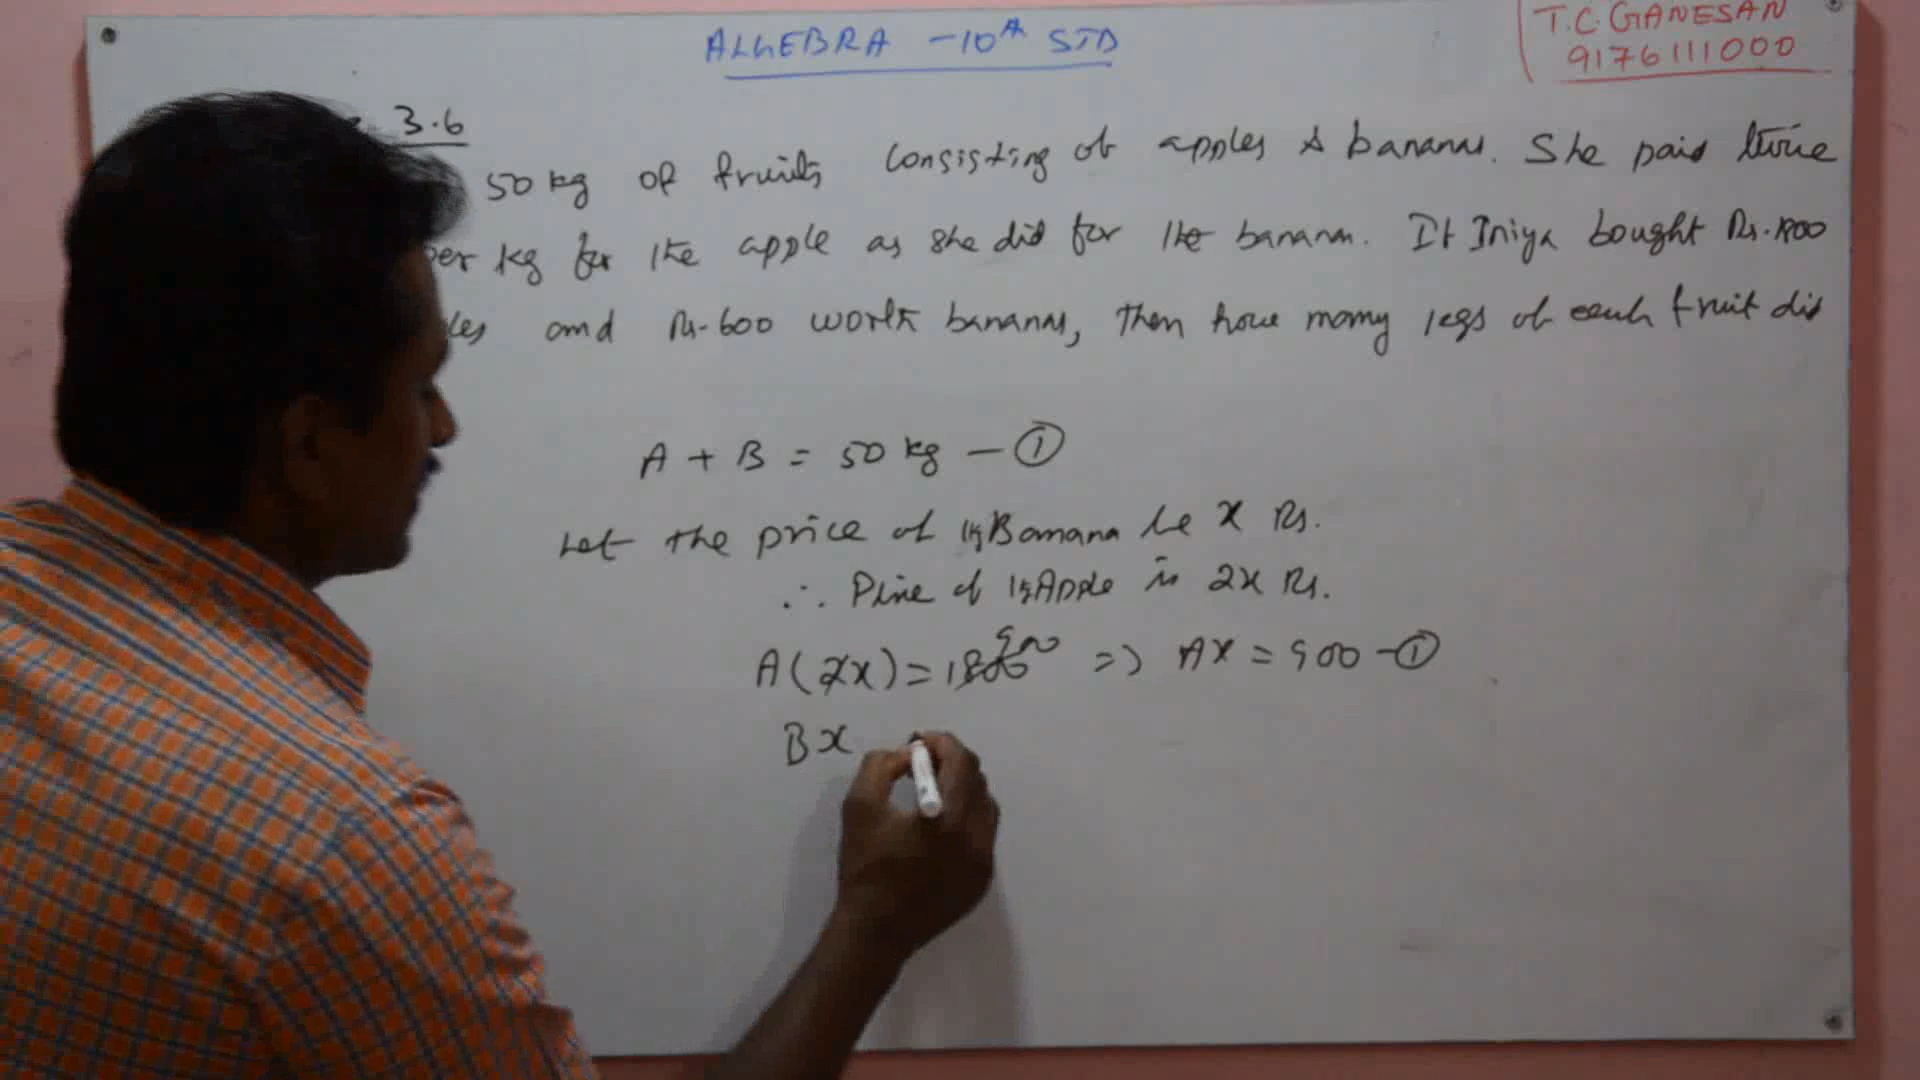 ALGEBRA - 10th STD
T.C. GANESAN
9176111000
3.6
50 kg of fruits consisting of apples & bananas. She paid twice
per kg for the apple as she did for the banana. If Iniya bought Rs. 1800
les and Rs. 600 worth bananas, then how many kgs of each fruit did
A + B = 50 kg - ①
Let the price of 1kg Banana be x Rs.
∴ Price of 1kg Apple is 2x Rs.
A(2x) = 1800 900 => Ax = 900 - ①
Bx